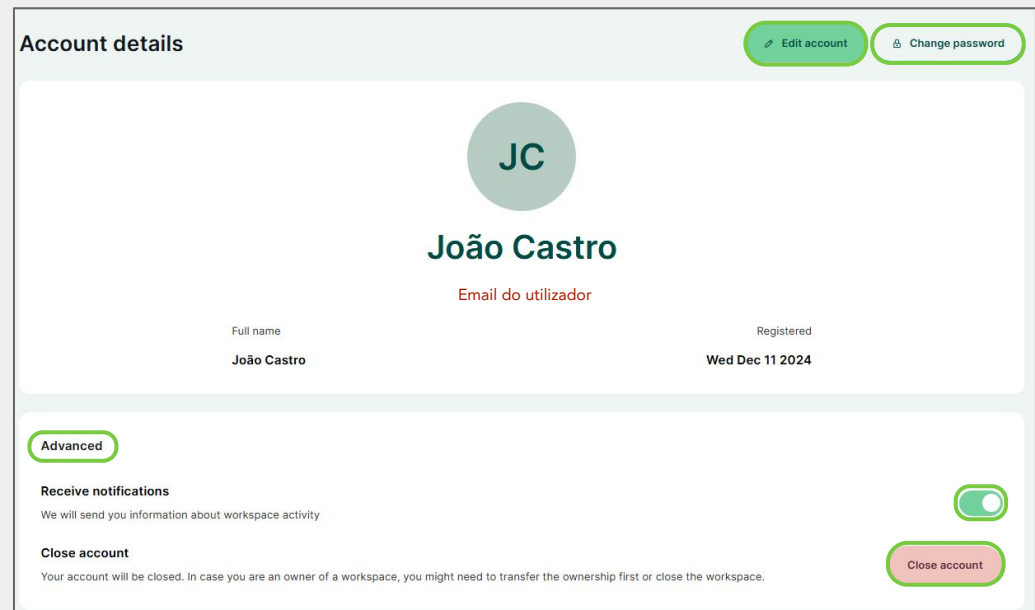 Account details
Edit account
Change password
JC
João Castro
Email do utilizador
Full name
Registered
João Castro
Wed Dec 11 2024
Advanced
Receive notifications
We will send you information about workspace activity
Close account
Your account will be closed. In case you are an owner of a workspace, you might need to transfer the ownership first or close the workspace.
Close account